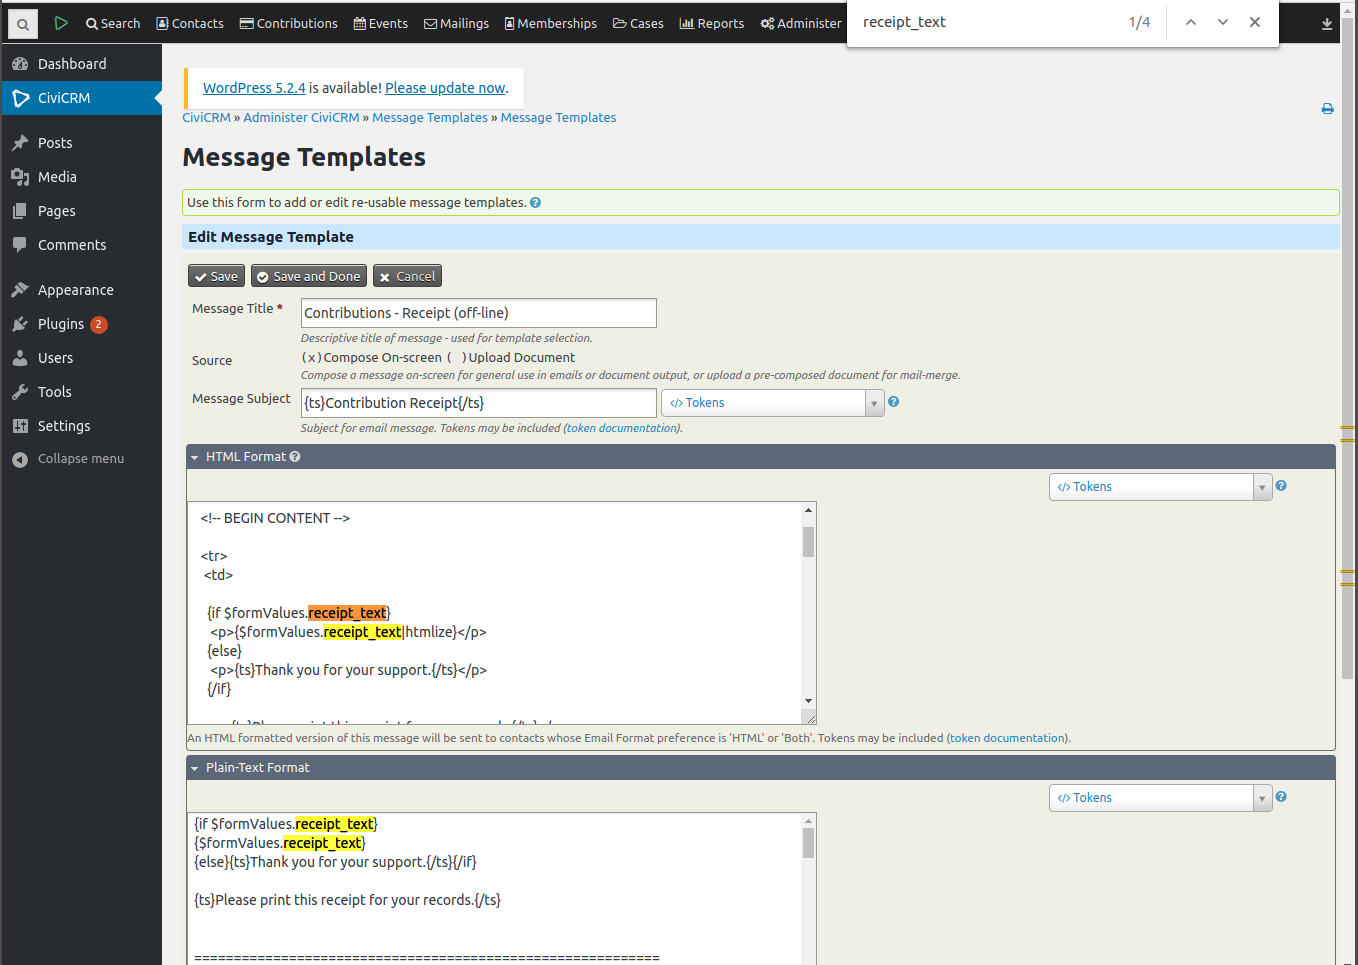 Search Contacts Contributions Events Mailings Memberships Cases Reports Administer
receipt_text 1/4
Dashboard
CiviCRM
Posts
Media
Pages
Comments
Appearance
Plugins 2
Users
Tools
Settings
Collapse menu
WordPress 5.2.4 is available! Please update now.
CiviCRM » Administer CiviCRM » Message Templates » Message Templates
Message Templates
Use this form to add or edit re-usable message templates.
Edit Message Template
Save Save and Done Cancel
Message Title * Contributions - Receipt (off-line)
Descriptive title of message - used for template selection.
Source (x)Compose On-screen ( )Upload Document
Compose a message on-screen for general use in emails or document output, or upload a pre-composed document for mail-merge.
Message Subject {ts}Contribution Receipt{/ts} </> Tokens
Subject for email message. Tokens may be included (token documentation).
HTML Format
</> Tokens
<!-- BEGIN CONTENT -->
<tr>
<td>
{if $formValues.receipt_text}
<p>{$formValues.receipt_text|htmlize}</p>
{else}
<p>{ts}Thank you for your support.{/ts}</p>
{/if}
An HTML formatted version of this message will be sent to contacts whose Email Format preference is 'HTML' or 'Both'. Tokens may be included (token documentation).
Plain-Text Format
</> Tokens
{if $formValues.receipt_text}
{$formValues.receipt_text}
{else}{ts}Thank you for your support.{/ts}{/if}
{ts}Please print this receipt for your records.{/ts}
===========================================================